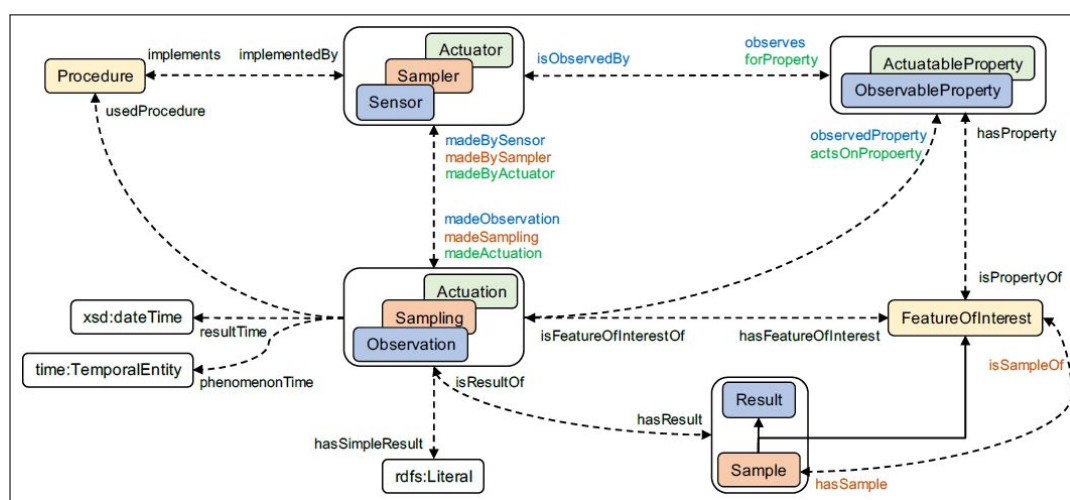 Procedure
implements
implementedBy
Actuator
Sampler
Sensor
isObservedBy
observes
forProperty
ActuatableProperty
ObservableProperty
usedProcedure
madeBySensor
madeBySampler
madeByActuator
observedProperty
actsOnPropoerty
hasProperty
madeObservation
madeSampling
madeActuation
isPropertyOf
Actuation
Sampling
Observation
xsd:dateTime
resultTime
isFeatureOfInterestOf
hasFeatureOfInterest
FeatureOfInterest
time:TemporalEntity
phenomenonTime
isResultOf
isSampleOf
hasResult
Result
hasSimpleResult
rdfs:Literal
Sample
hasSample